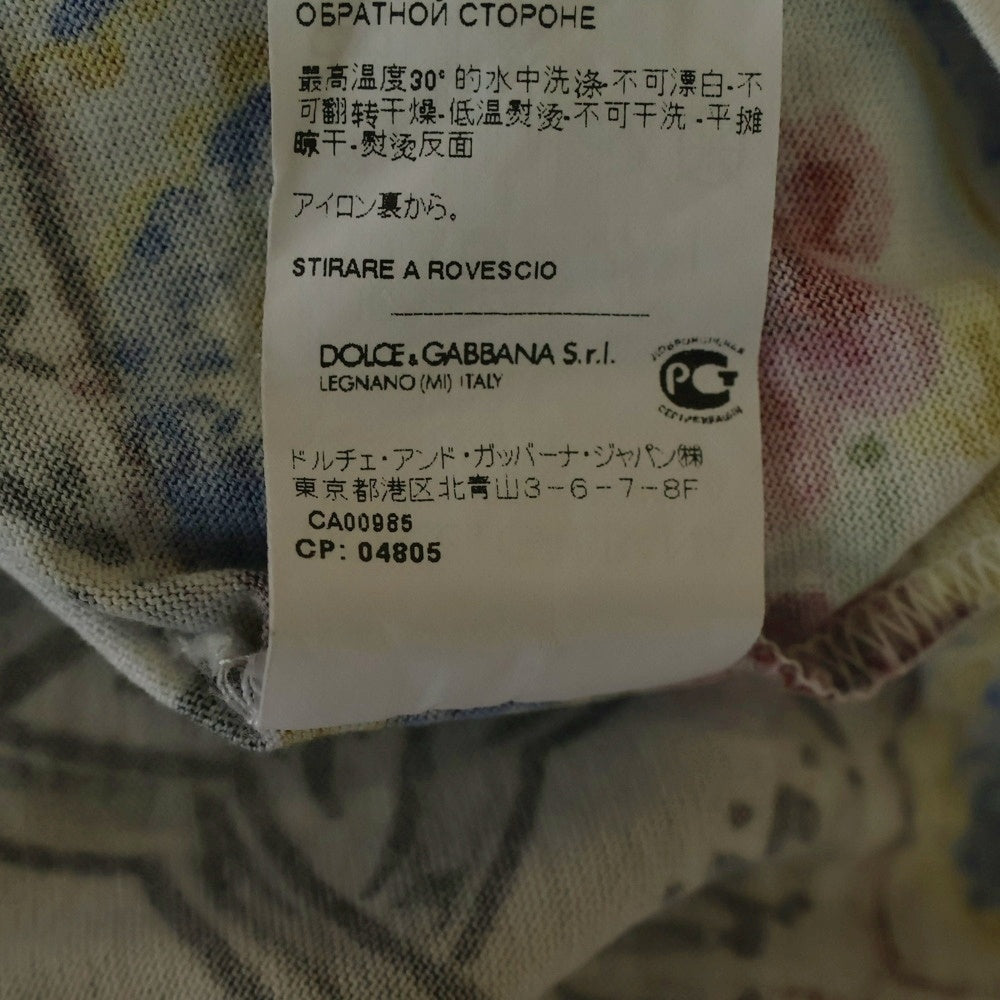 ОБРАТНОЙ СТОРОНЕ
最高温度30° 的水中洗涤-不可漂白-不
可翻转干燥-低温熨烫-不可干洗 -平摊
晾干-熨烫反面
アイロン裏から。
STIRARE A ROVESCIO
DOLCE & GABBANA S.r.l.
LEGNANO (MI) ITALY
ДОБРОВОЛЬНАЯ
РСТ
СЕРТИФИКАЦИЯ
ドルチェ・アンド・ガッバーナ・ジャパン㈱
東京都港区北青山3-6-7-8F
CA00985
CP: 04805